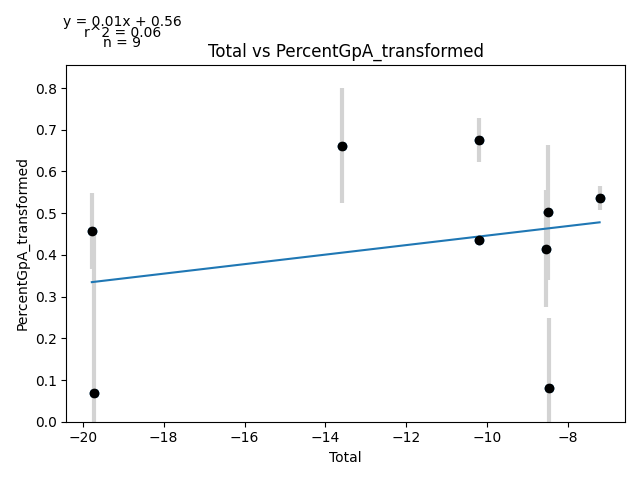 y = 0.01x + 0.56
r^2 = 0.06
n = 9
Total vs PercentGpA_transformed
PercentGpA_transformed
0.8
0.7
0.6
0.5
0.4
0.3
0.2
0.1
0.0
−20 −18 −16 −14 −12 −10 −8
Total